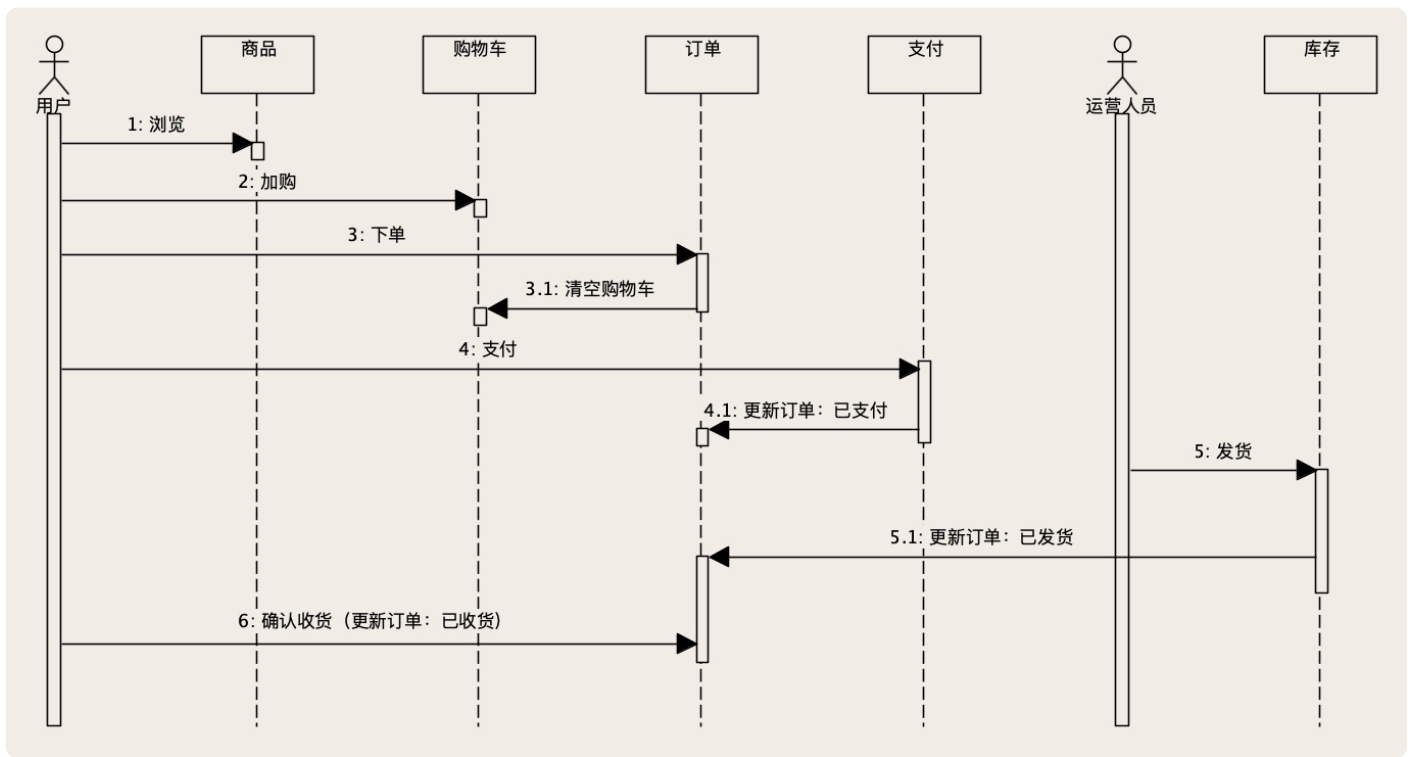 商品
购物车
订单
支付
库存
用户
运营人员
1: 浏览
2: 加购
3: 下单
3.1: 清空购物车
4: 支付
4.1: 更新订单：已支付
5: 发货
5.1: 更新订单：已发货
6: 确认收货（更新订单：已收货）